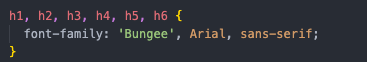 h1, h2, h3, h4, h5, h6 {
  font-family: 'Bungee', Arial, sans-serif;
}